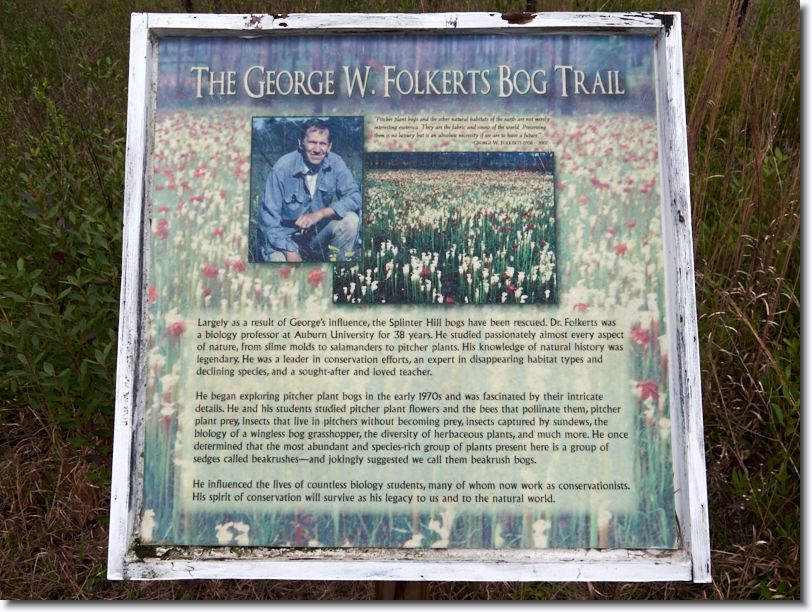 THE GEORGE W. FOLKERTS BOG TRAIL
"Pitcher plant bogs and the other natural habitats of the earth are not merely
interesting esoterica. They are the fabric and sinew of the world. Preserving
them is no luxury but is an absolute necessity if we are to have a future."
-GEORGE W. FOLKERTS (1938 - 2007)
Largely as a result of George's influence, the Splinter Hill bogs have been rescued. Dr. Folkerts was
a biology professor at Auburn University for 38 years. He studied passionately almost every aspect
of nature, from slime molds to salamanders to pitcher plants. His knowledge of natural history was
legendary. He was a leader in conservation efforts, an expert in disappearing habitat types and
declining species, and a sought-after and loved teacher.
He began exploring pitcher plant bogs in the early 1970s and was fascinated by their intricate
details. He and his students studied pitcher plant flowers and the bees that pollinate them, pitcher
plant prey, insects that live in pitchers without becoming prey, insects captured by sundews, the
biology of a wingless bog grasshopper, the diversity of herbaceous plants, and much more. He once
determined that the most abundant and species-rich group of plants present here is a group of
sedges called beakrushes—and jokingly suggested we call them beakrush bogs.
He influenced the lives of countless biology students, many of whom now work as conservationists.
His spirit of conservation will survive as his legacy to us and to the natural world.